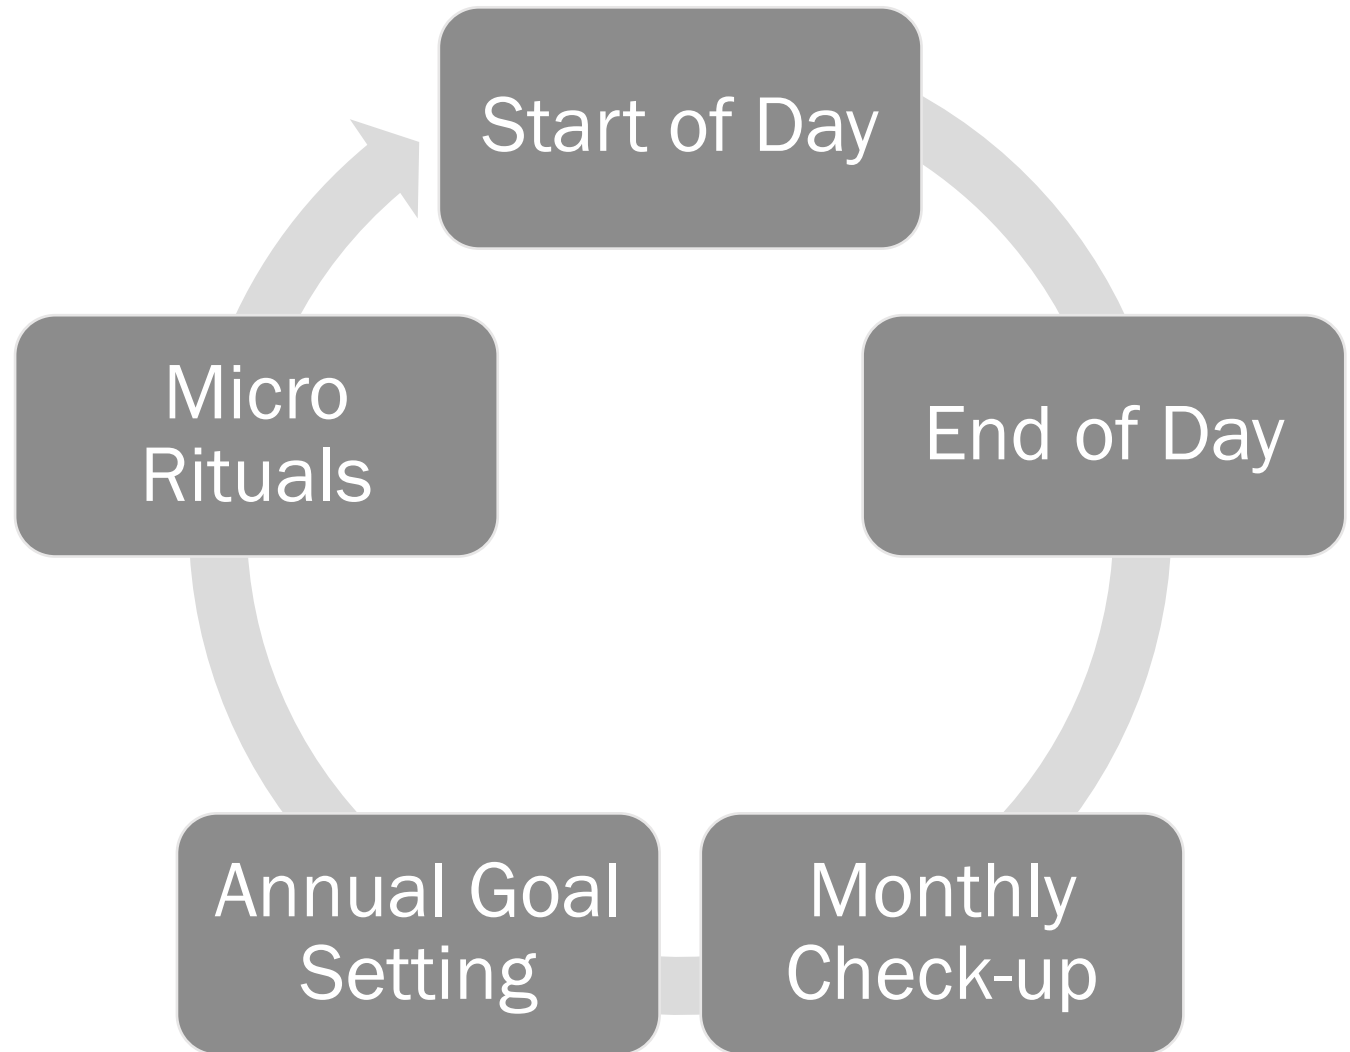 Start of Day
End of Day
Monthly
Check-up
Annual Goal
Setting
Micro
Rituals